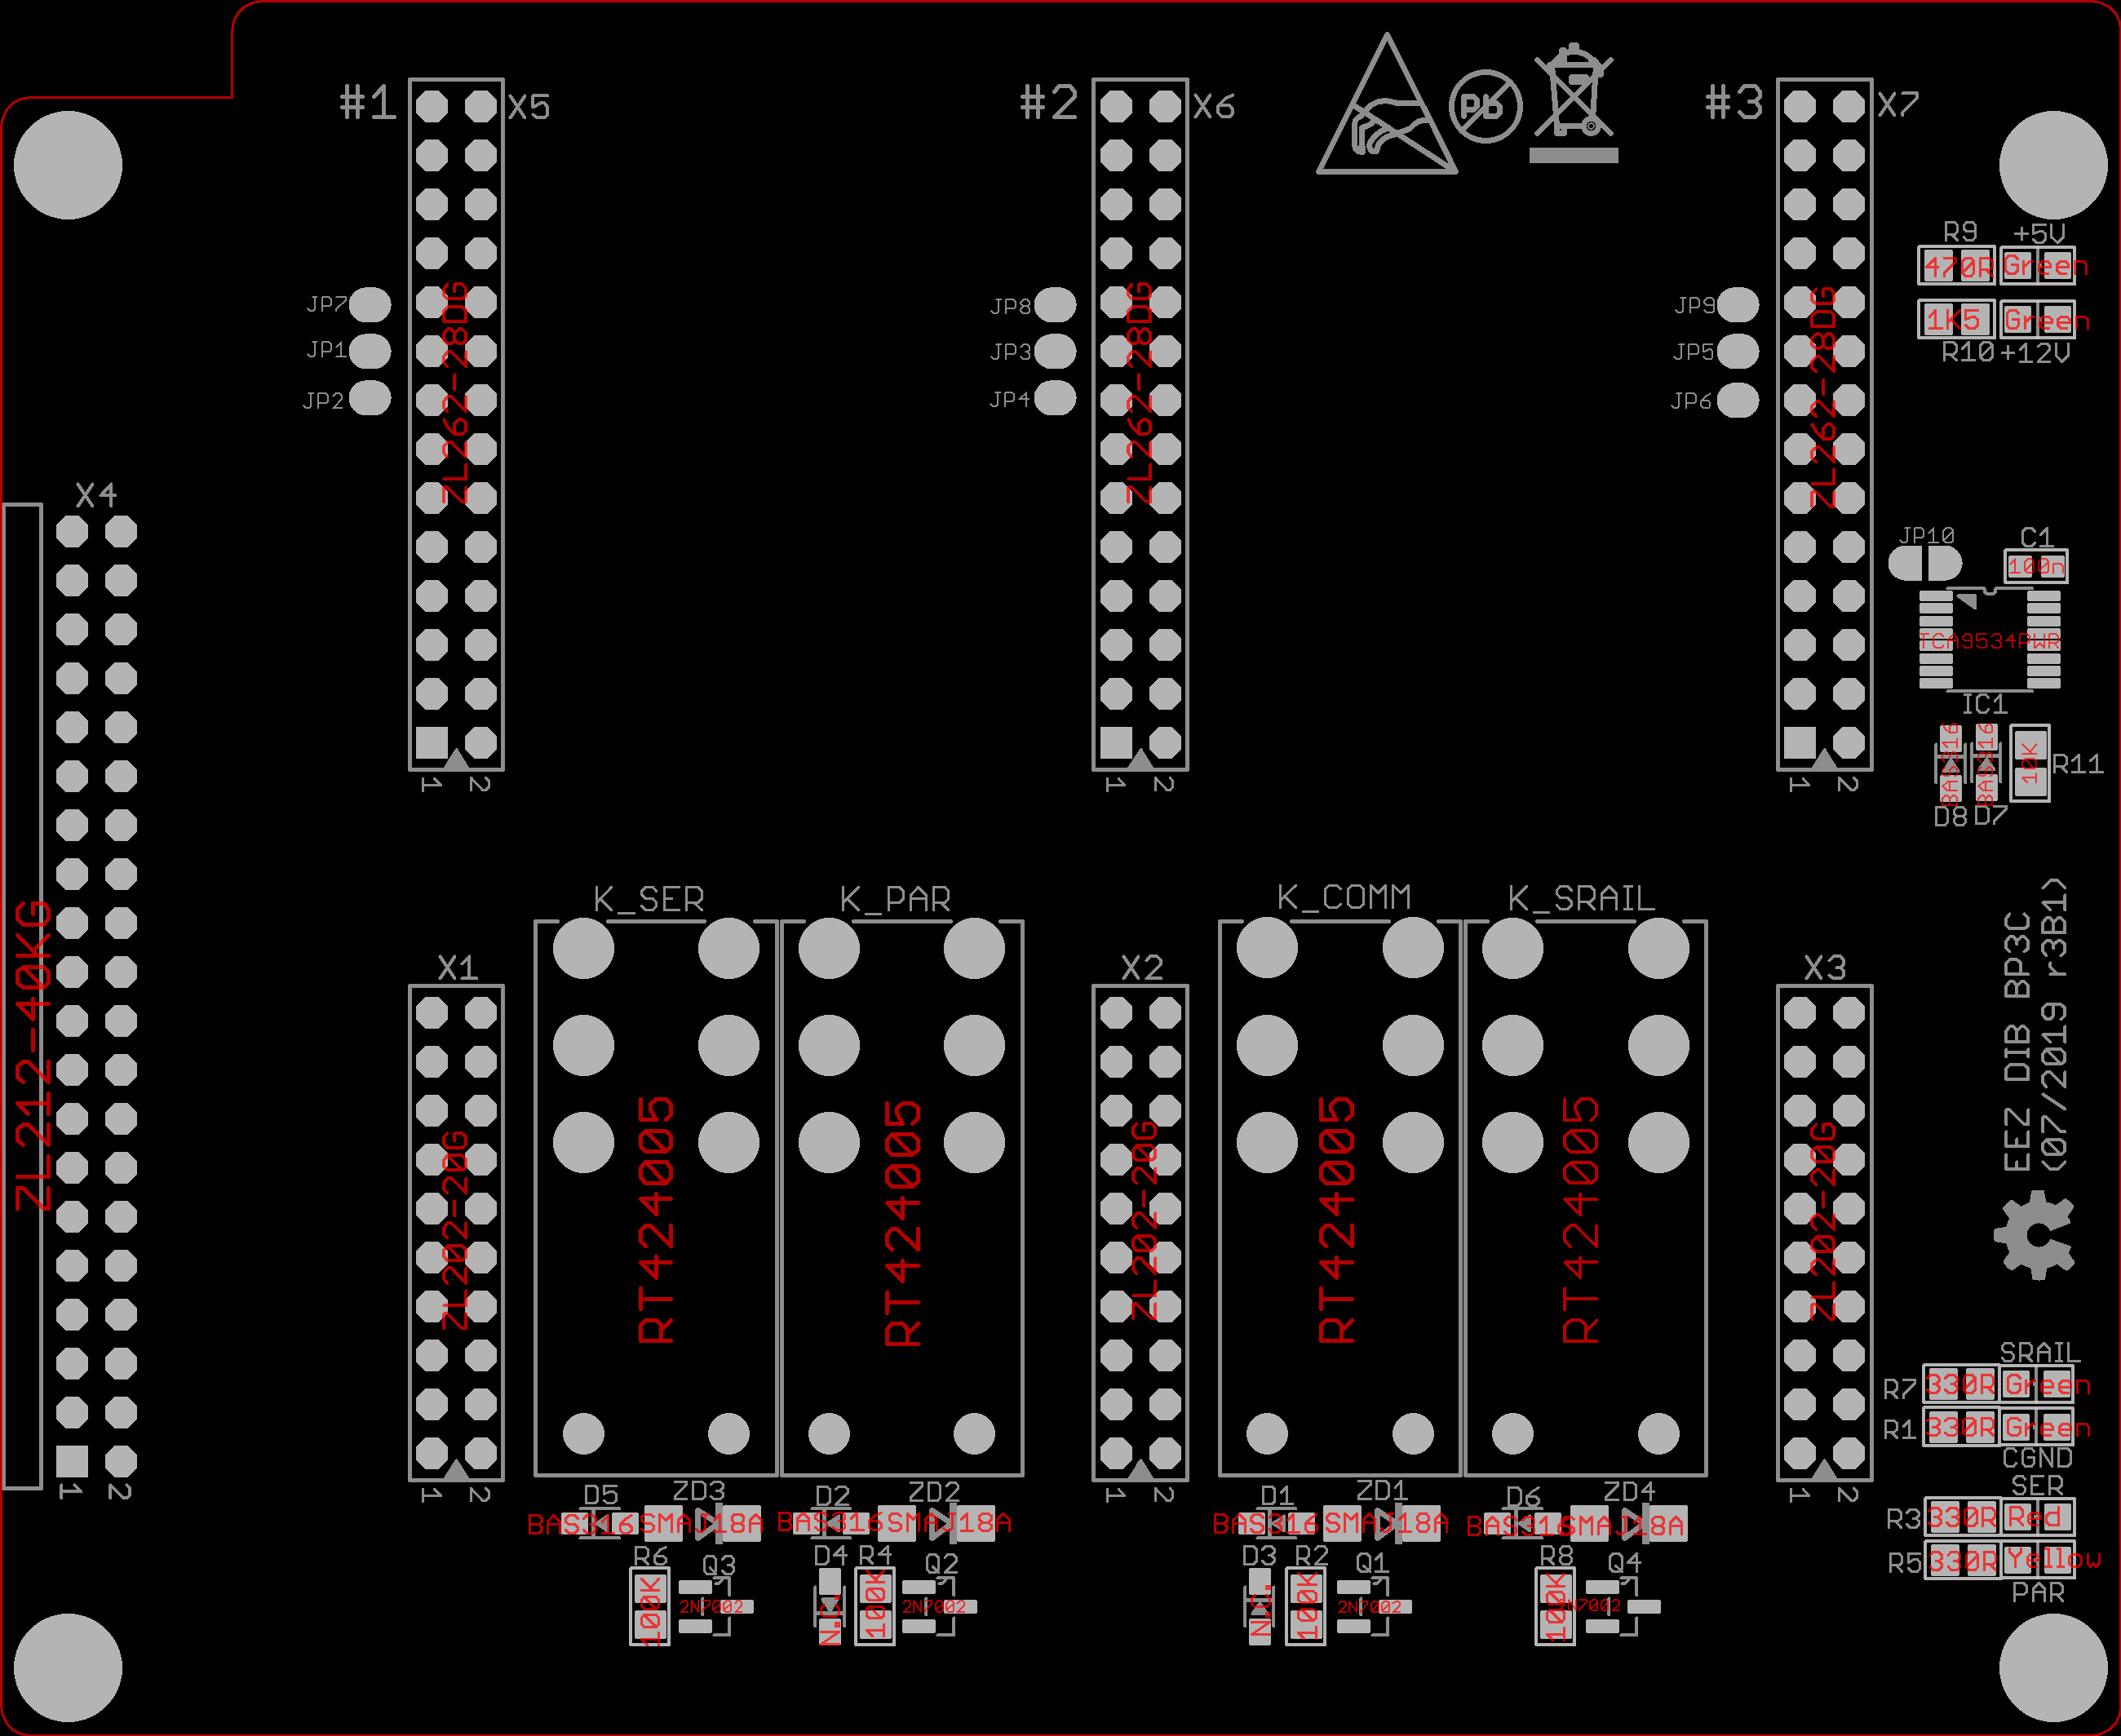 #1
X5
#2
X6
Pb
#3
X7
R9
+5V
470R
Green
1K5
Green
R10
+12V
JP7
JP1
JP2
ZL262-28DG
JP8
JP3
JP4
ZL262-28DG
JP9
JP5
JP6
ZL262-28DG
X4
JP10
C1
100n
TCA9534PWR
IC1
BAS316
BAS316
10K
R11
D8
D7
1
2
1
2
1
2
ZL212-40KG
K_SER
K_PAR
K_COMM
K_SRAIL
EEZ DIB BP3C
(07/2019 r3B1)
X1
X2
X3
ZL202-20G
RT424005
RT424005
ZL202-20G
RT424005
RT424005
ZL202-20G
SRAIL
R7
330R
Green
R1
330R
Green
CGND
1
2
1
2
1
2
1
2
SER
D5
ZD3
D2
ZD2
D1
ZD1
D6
ZD4
BAS316
SMAJ18A
BAS316
SMAJ18A
BAS316
SMAJ18A
BAS316
SMAJ18A
R3
330R
Red
R5
330R
Yellow
PAR
R6
Q3
D4
R4
Q2
D3
R2
Q1
R8
Q4
100K
2N7002
N.C.
100K
2N7002
N.C.
100K
2N7002
100K
2N7002